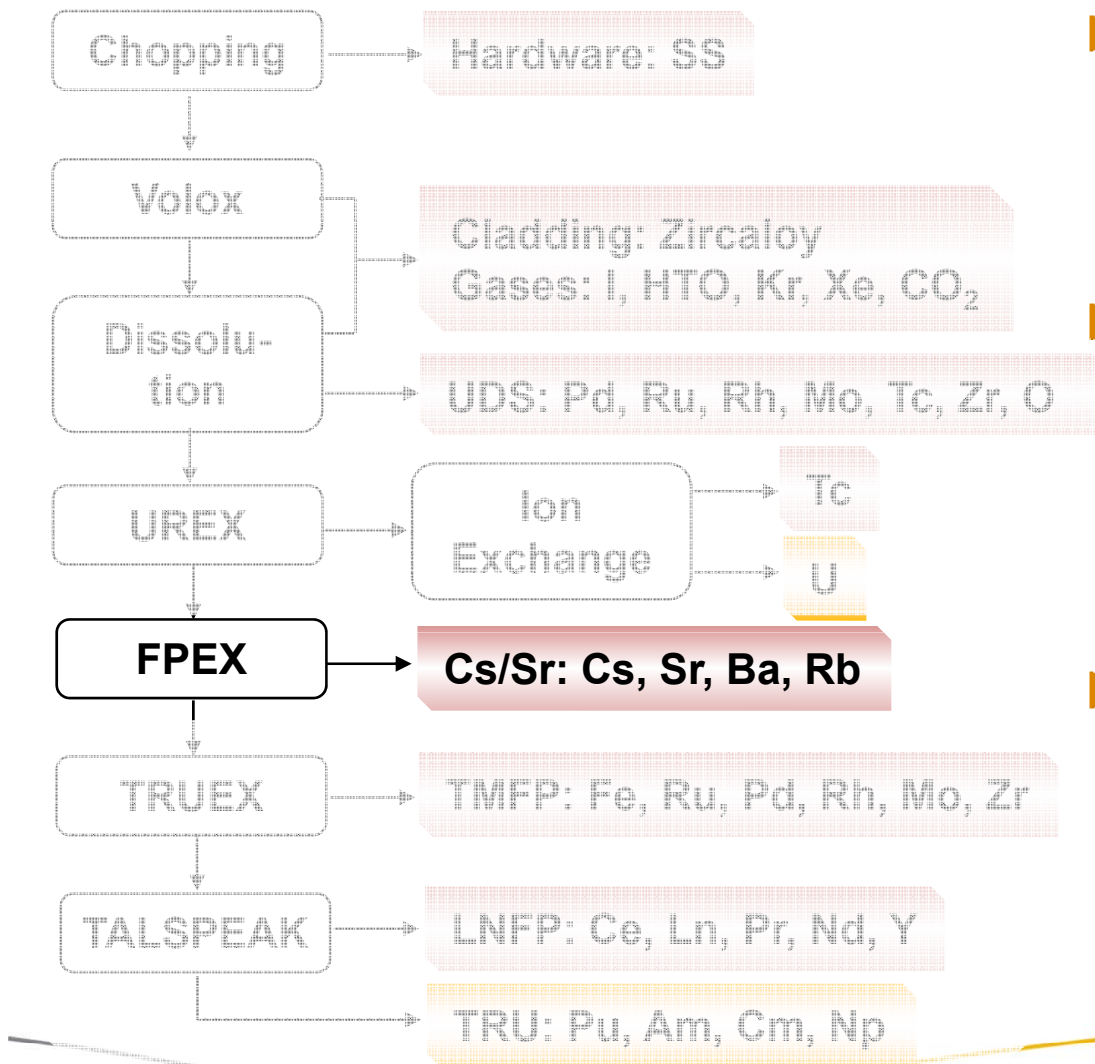 Chopping
Hardware: SS
Volox
Cladding: Zircaloy
Gases: I, HTO, Kr, Xe, CO₂
Dissolu-
tion
UDS: Pd, Ru, Rh, Mo, Tc, Zr, O
UREX
Ion
Exchange
Tc
U
FPEX
Cs/Sr: Cs, Sr, Ba, Rb
TRUEX
TMFP: Fe, Ru, Pd, Rh, Mo, Zr
TALSPEAK
LNFP: Ce, Ln, Pr, Nd, Y
TRU: Pu, Am, Cm, Np